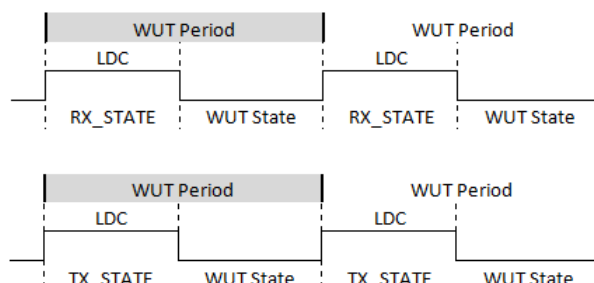 WUT Period WUT Period
LDC LDC
RX_STATE WUT State RX_STATE WUT State
WUT Period WUT Period
LDC LDC
TX_STATE WUT State TX_STATE WUT State